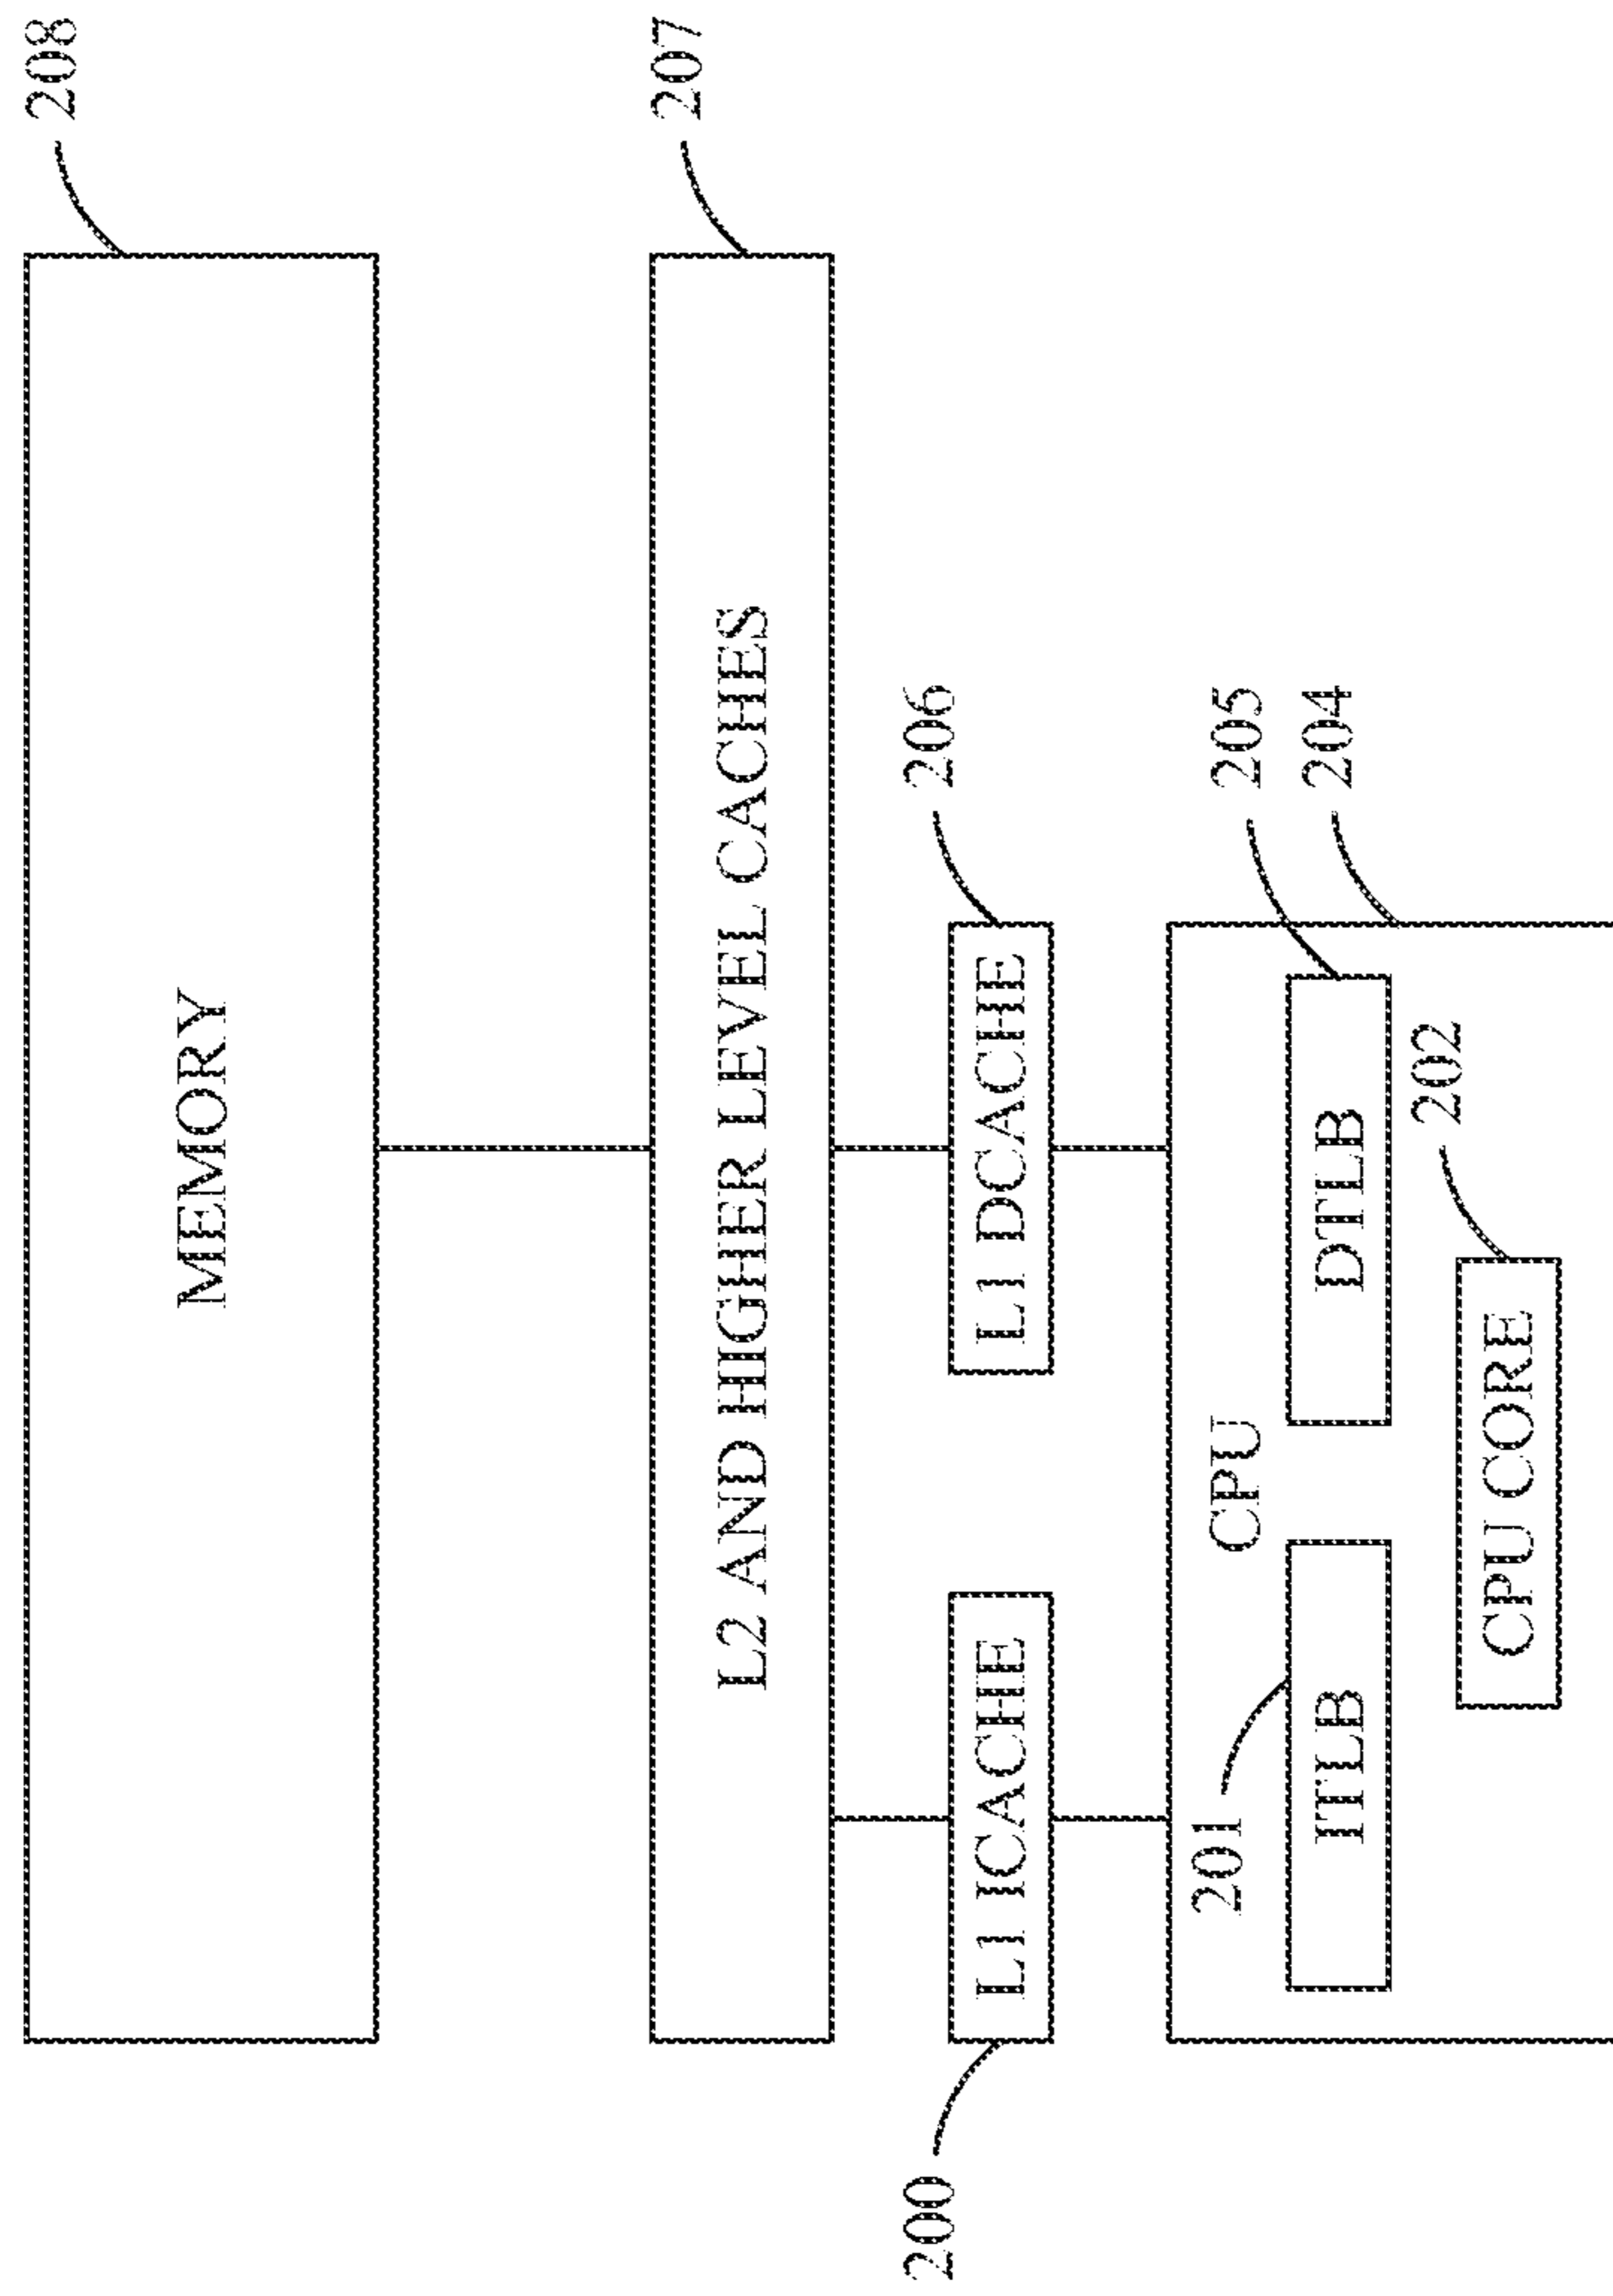 208
MEMORY
207
L2 AND HIGHER LEVEL CACHES
200
L1 ICACHE
L1 DCACHE
206
CPU
205
204
201
ITLB
DTLB
202
CPU CORE